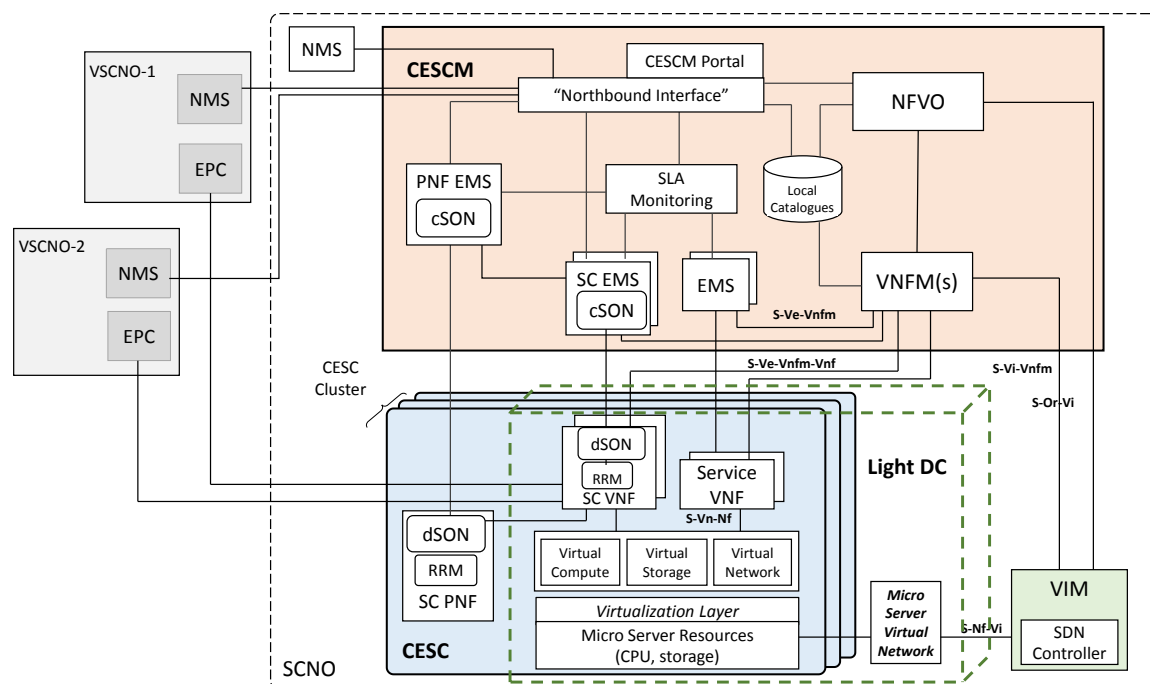 NMS
CESCM
CESCM Portal
"Northbound Interface"
NFVO
VSCNO-1
NMS
EPC
PNF EMS
cSON
SLA
Monitoring
Local
Catalogues
VSCNO-2
NMS
EPC
SC EMS
cSON
EMS
VNFM(s)
S-Ve-Vnfm
S-Ve-Vnfm-Vnf
S-Vi-Vnfm
S-Or-Vi
CESC
Cluster
dSON
RRM
SC VNF
Service
VNF
Light DC
S-Vn-Nf
dSON
RRM
SC PNF
Virtual
Compute
Virtual
Storage
Virtual
Network
Virtualization Layer
Micro Server Resources
(CPU, storage)
Micro
Server
Virtual
Network
S-Nf-Vi
VIM
SDN
Controller
CESC
SCNO